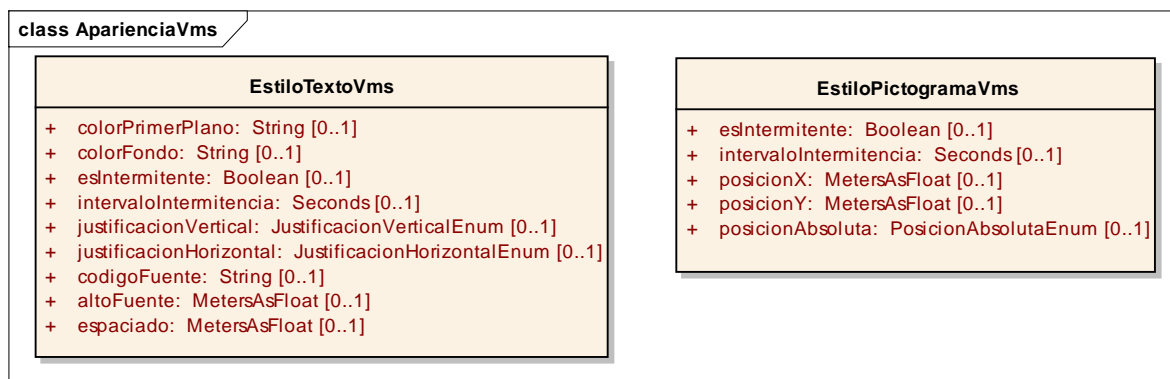 class AparienciaVms
EstiloTextoVms
+ colorPrimerPlano: String [0..1]
+ colorFondo: String [0..1]
+ esIntermitente: Boolean [0..1]
+ intervaloIntermitencia: Seconds [0..1]
+ justificacionVertical: JustificacionVerticalEnum [0..1]
+ justificacionHorizontal: JustificacionHorizontalEnum [0..1]
+ codigoFuente: String [0..1]
+ altoFuente: MetersAsFloat [0..1]
+ espaciado: MetersAsFloat [0..1]
EstiloPictogramaVms
+ esIntermitente: Boolean [0..1]
+ intervaloIntermitencia: Seconds [0..1]
+ posicionX: MetersAsFloat [0..1]
+ posicionY: MetersAsFloat [0..1]
+ posicionAbsoluta: PosicionAbsolutaEnum [0..1]